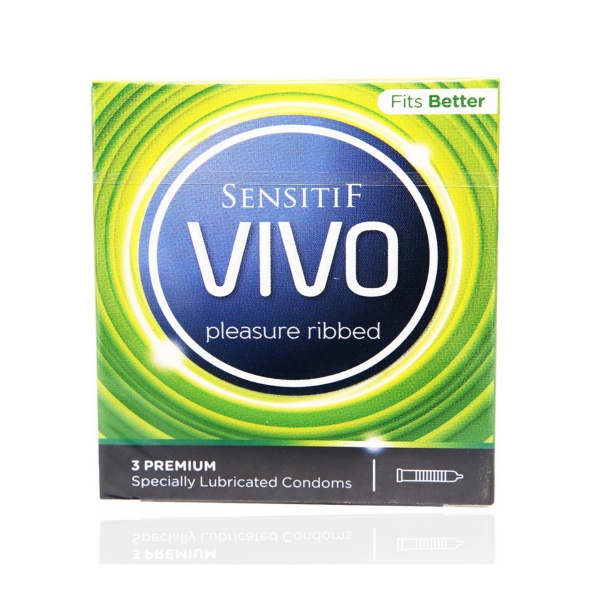 Fits Better
SENSITIF
VIVO
pleasure ribbed
3 PREMIUM
Specially Lubricated Condoms